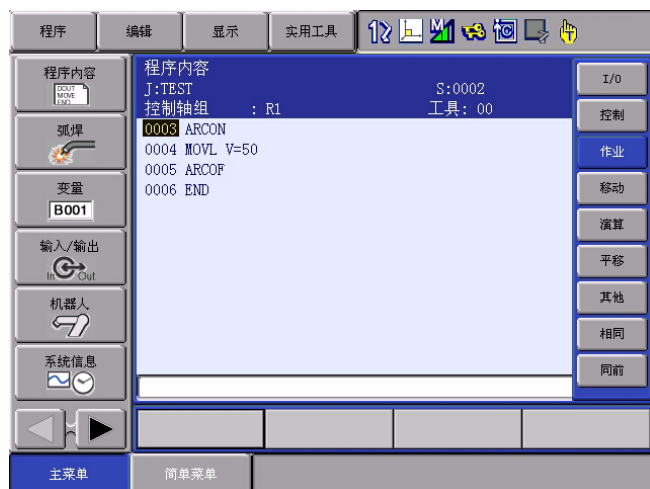 程序 编辑 显示 实用工具
程序内容
DOUT
MOVE
END
弧焊
变量
B001
输入/输出
In Out
机器人
系统信息
程序内容
J:TEST S:0002
控制轴组 : R1 工具: 00
0003 ARCON
0004 MOVL V=50
0005 ARCOF
0006 END
I/O
控制
作业
移动
演算
平移
其他
相同
同前
主菜单 简单菜单